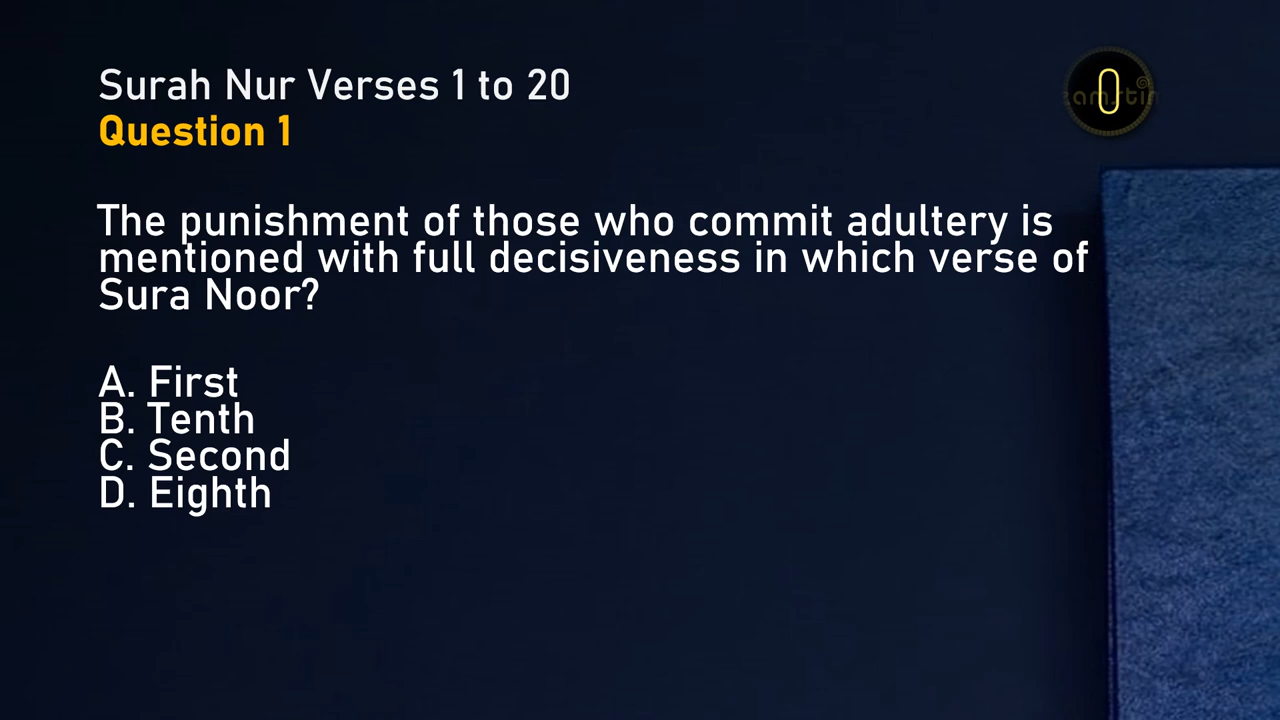 Surah Nur Verses 1 to 20
0
Question 1
The punishment of those who commit adultery is
mentioned with full decisiveness in which verse of
Sura Noor?
A. First
B. Tenth
C. Second
D. Eighth